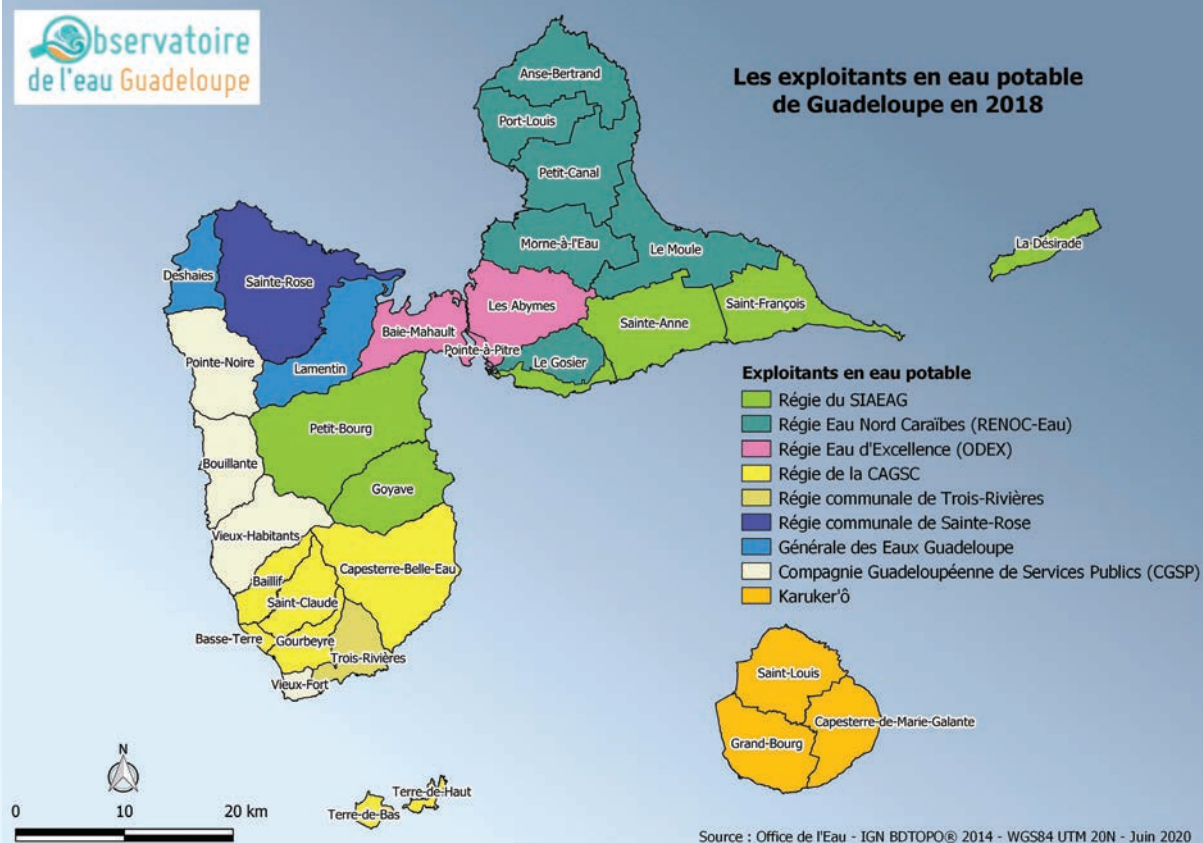 Observatoire
de l'eau Guadeloupe
Les exploitants en eau potable
de Guadeloupe en 2018
Anse-Bertrand
Port-Louis
Petit-Canal
Morne-à-l'Eau
Le Moule
La Désirade
Deshaies
Sainte-Rose
Les Abymes
Saint-François
Sainte-Anne
Baie-Mahault
Pointe-à-Pitre
Le Gosier
Pointe-Noire
Lamentin
Petit-Bourg
Bouillante
Goyave
Vieux-Habitants
Capesterre-Belle-Eau
Baillif
Saint-Claude
Basse-Terre
Gourbeyre
Trois-Rivières
Vieux-Fort
Terre-de-Haut
Terre-de-Bas
Exploitants en eau potable
Régie du SIAEAG
Régie Eau Nord Caraïbes (RENOC-Eau)
Régie Eau d'Excellence (ODEX)
Régie de la CAGSC
Régie communale de Trois-Rivières
Régie communale de Sainte-Rose
Générale des Eaux Guadeloupe
Compagnie Guadeloupéenne de Services Publics (CGSP)
Karuker'ô
Saint-Louis
Capesterre-de-Marie-Galante
Grand-Bourg
N
0 10 20 km
Source : Office de l'Eau - IGN BDTOPO® 2014 - WGS84 UTM 20N - Juin 2020